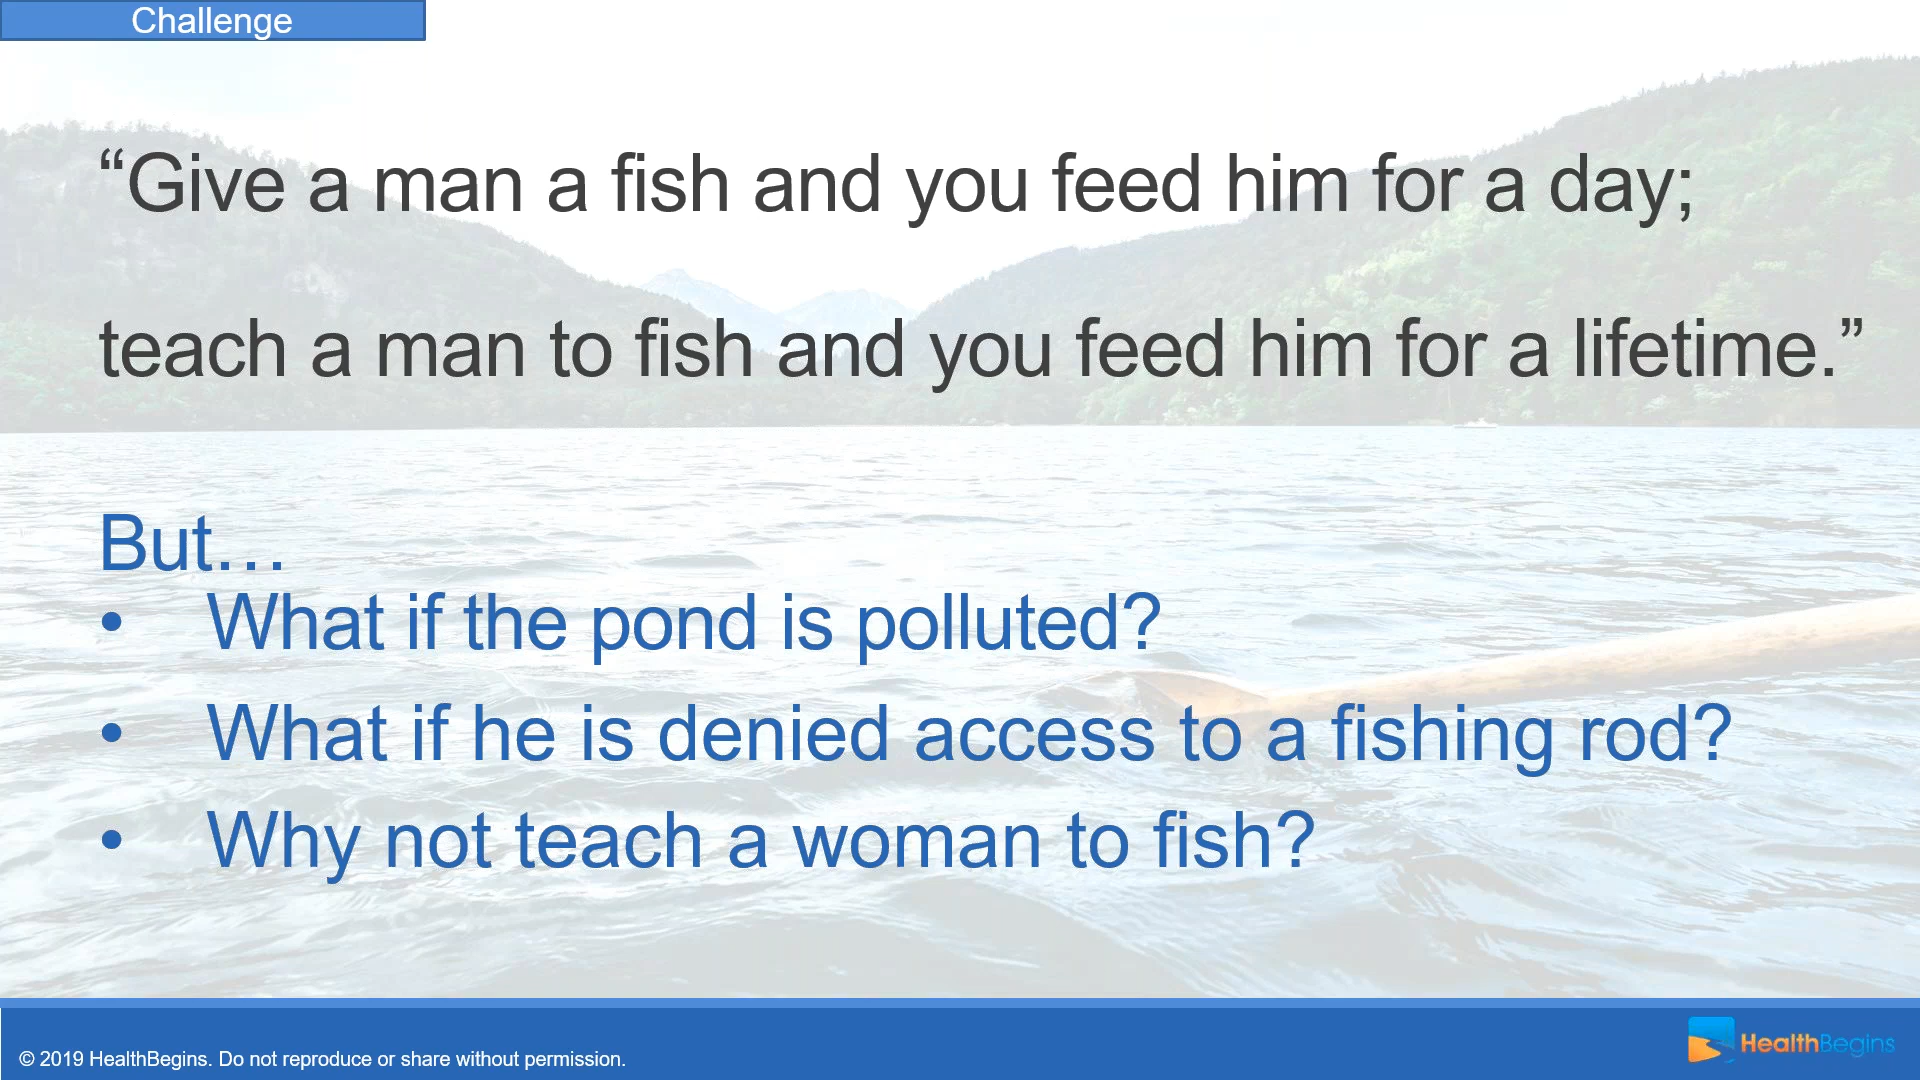 Challenge
“Give a man a fish and you feed him for a day;
teach a man to fish and you feed him for a lifetime.”
But…
• What if the pond is polluted?
• What if he is denied access to a fishing rod?
• Why not teach a woman to fish?
© 2019 HealthBegins. Do not reproduce or share without permission.
HealthBegins